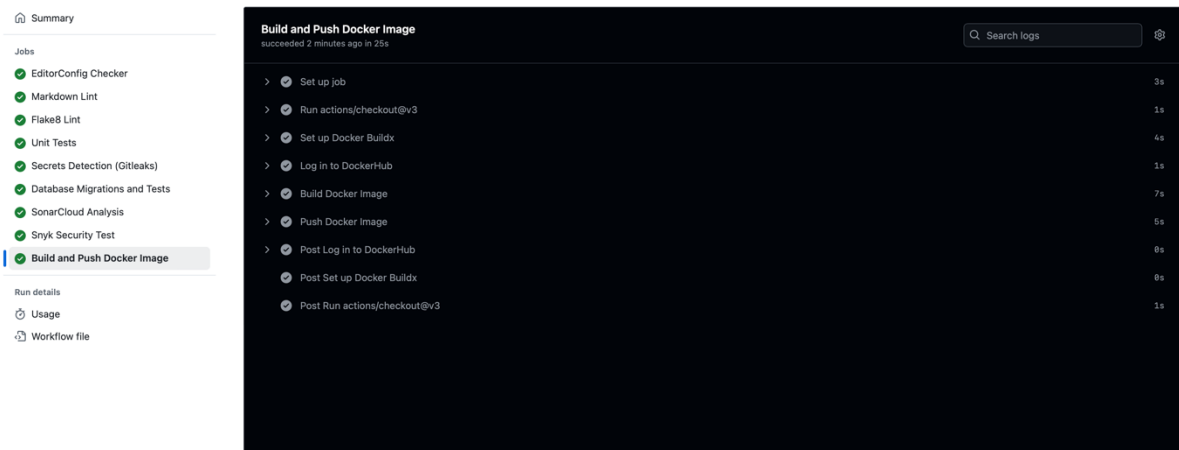 Summary
Jobs
EditorConfig Checker
Markdown Lint
Flake8 Lint
Unit Tests
Secrets Detection (Gitleaks)
Database Migrations and Tests
SonarCloud Analysis
Snyk Security Test
Build and Push Docker Image
Run details
Usage
Workflow file
Build and Push Docker Image
succeeded 2 minutes ago in 25s
Search logs
Set up job 3s
Run actions/checkout@v3 1s
Set up Docker Buildx 4s
Log in to DockerHub 1s
Build Docker Image 7s
Push Docker Image 5s
Post Log in to DockerHub 0s
Post Set up Docker Buildx 0s
Post Run actions/checkout@v3 1s